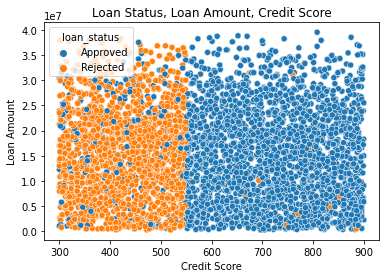 Loan Status, Loan Amount, Credit Score
1e7
loan_status
Approved
Rejected
4.0
3.5
3.0
2.5
2.0
1.5
1.0
0.5
0.0
Loan Amount
300 400 500 600 700 800 900
Credit Score